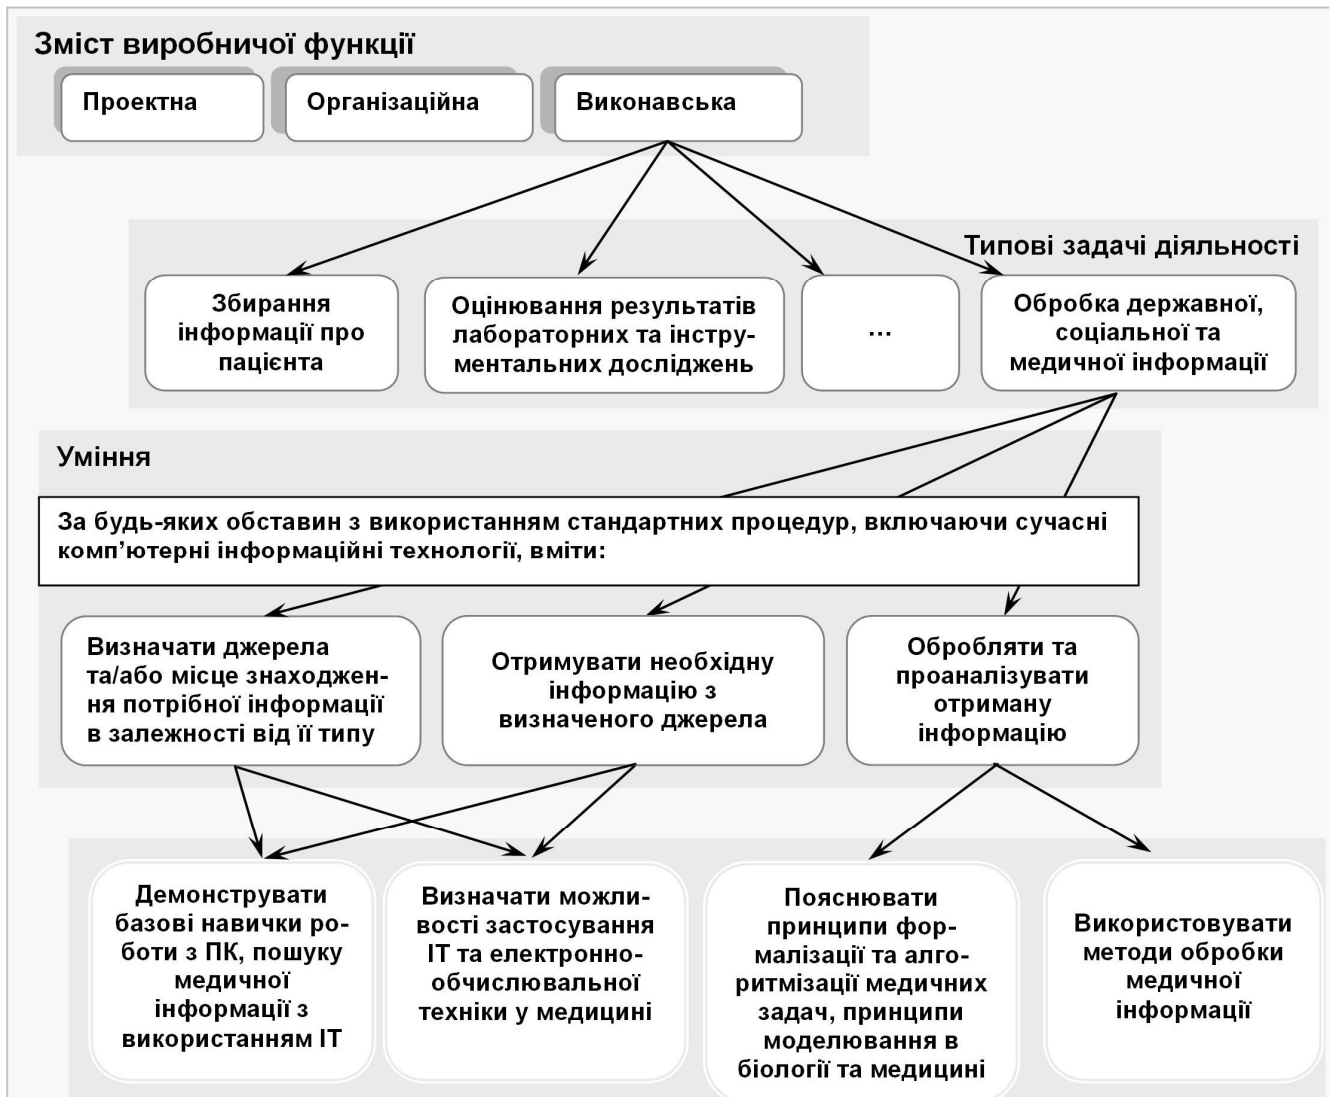 Зміст виробничої функції
Проектна
Організаційна
Виконавська
Типові задачі діяльності
Збирання
інформації про
пацієнта
Оцінювання результатів
лабораторних та інстру-
ментальних досліджень
...
Обробка державної,
соціальної та
медичної інформації
Уміння
За будь-яких обставин з використанням стандартних процедур, включаючи сучасні
комп’ютерні інформаційні технології, вміти:
Визначати джерела
та/або місце знаходжен-
ня потрібної інформації
в залежності від її типу
Отримувати необхідну
інформацію з
визначеного джерела
Обробляти та
проаналізувати
отриману
інформацію
Демонструвати
базові навички ро-
боти з ПК, пошуку
медичної
інформації з
використанням ІТ
Визначати можли-
вості застосування
ІТ та електронно-
обчислювальної
техніки у медицині
Пояснювати
принципи фор-
малізації та алго-
ритмізації медичних
задач, принципи
моделювання в
біології та медицині
Використовувати
методи обробки
медичної
інформації